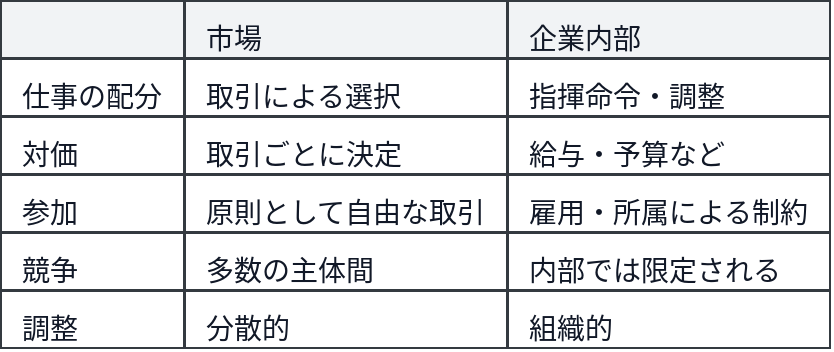 市場 企業内部
仕事の配分 取引による選択 指揮命令・調整
対価 取引ごとに決定 給与・予算など
参加 原則として自由な取引 雇用・所属による制約
競争 多数の主体間 内部では限定される
調整 分散的 組織的